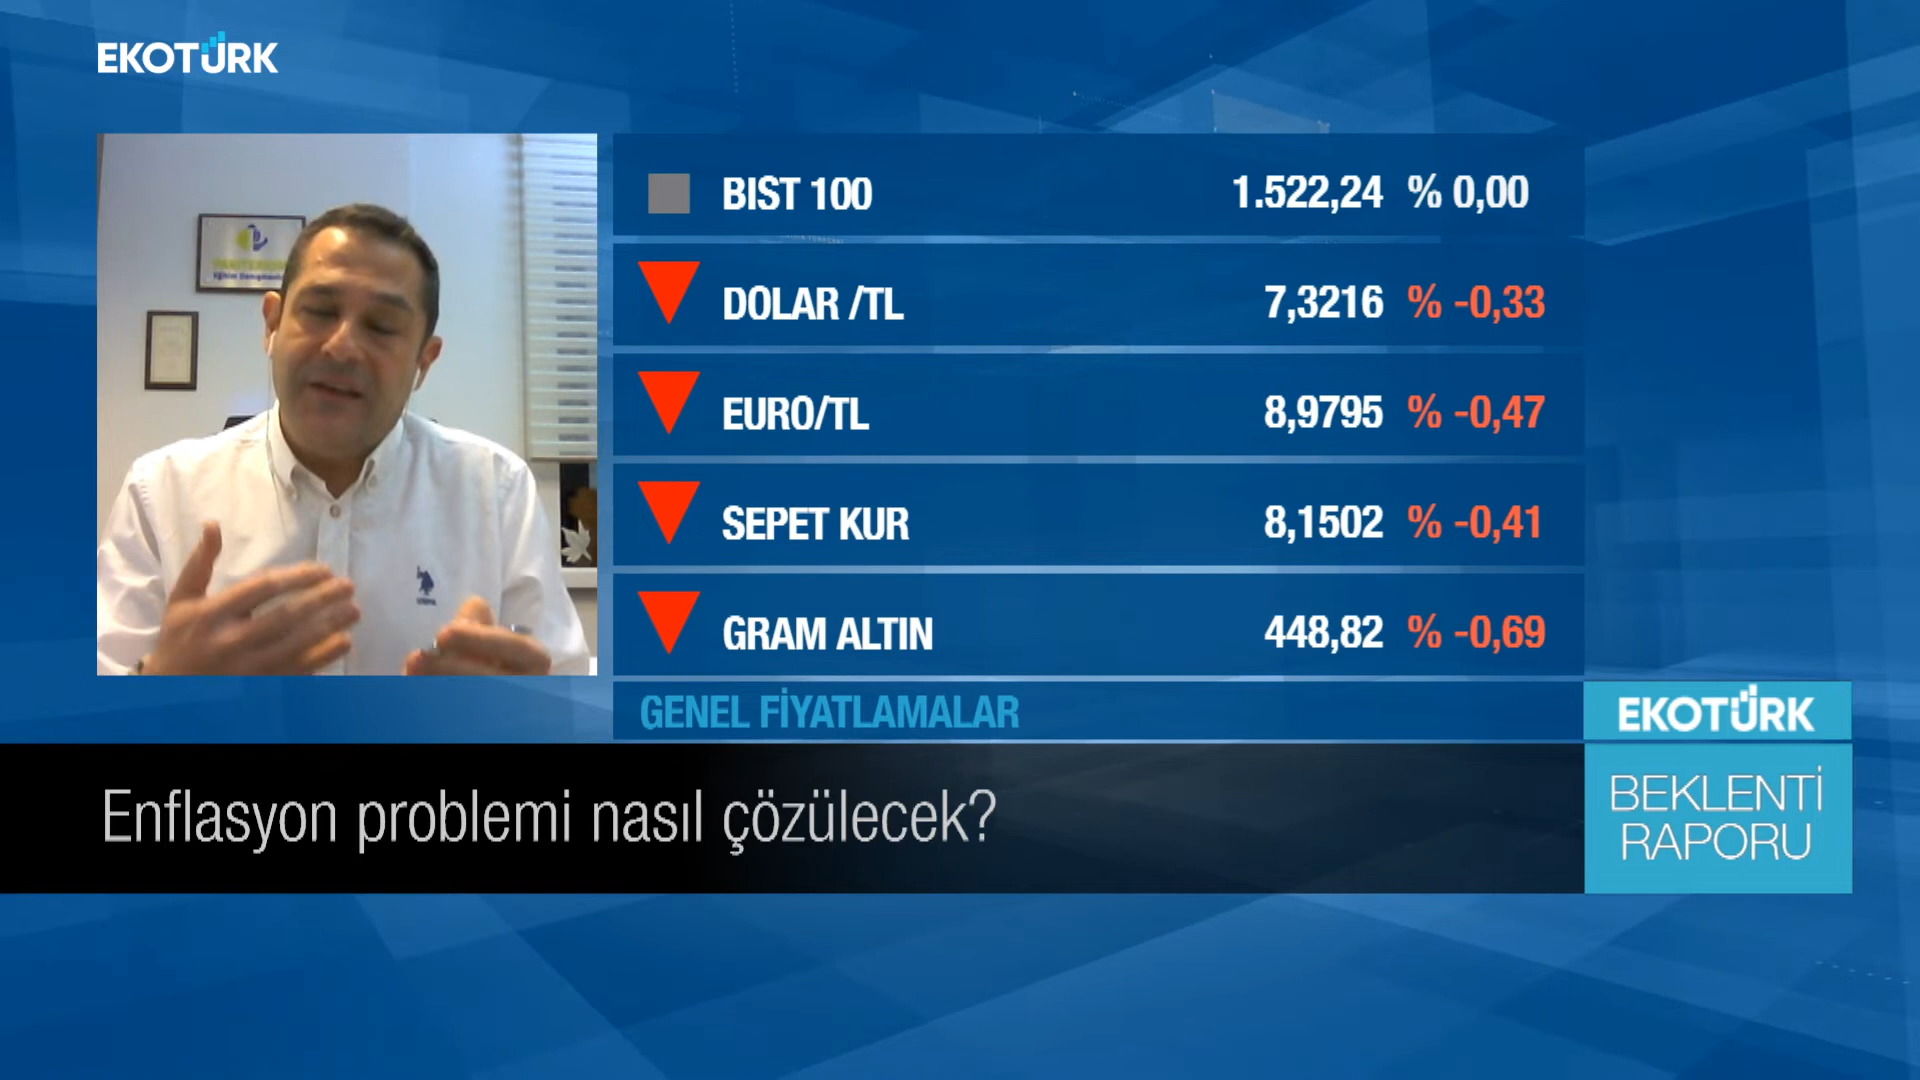 EKOTÜRK
BIST 100 1.522,24 % 0,00
DOLAR /TL 7,3216 % -0,33
EURO/TL 8,9795 % -0,47
SEPET KUR 8,1502 % -0,41
GRAM ALTIN 448,82 % -0,69
GENEL FİYATLAMALAR
EKOTÜRK
Enflasyon problemi nasıl çözülecek?
BEKLENTİ
RAPORU